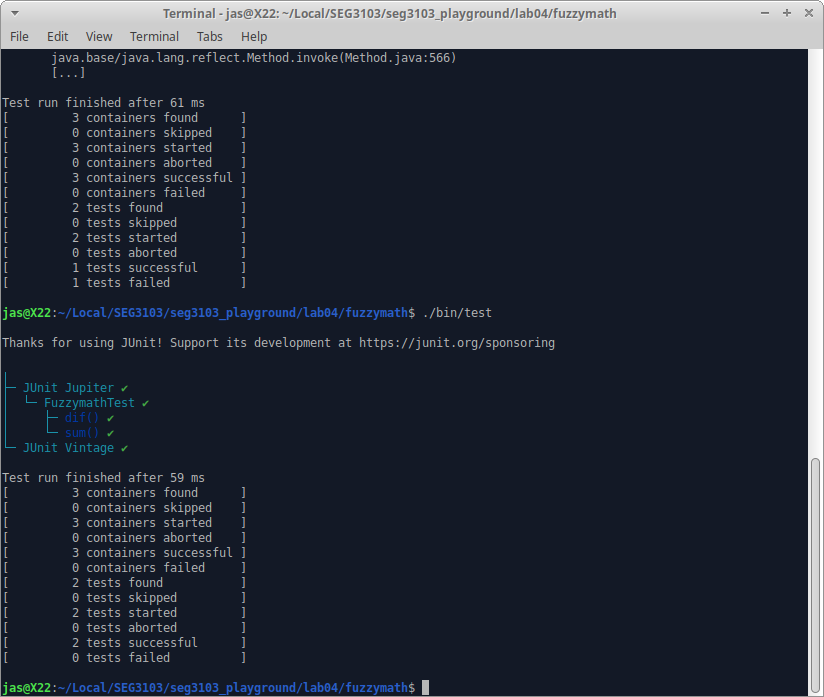 Terminal - jas@X22: ~/Local/SEG3103/seg3103_playground/lab04/fuzzymath
File Edit View Terminal Tabs Help
java.base/java.lang.reflect.Method.invoke(Method.java:566)
[...]
Test run finished after 61 ms
[         3 containers found      ]
[         0 containers skipped    ]
[         3 containers started    ]
[         0 containers aborted    ]
[         3 containers successful ]
[         0 containers failed     ]
[         2 tests found           ]
[         0 tests skipped         ]
[         2 tests started         ]
[         0 tests aborted         ]
[         1 tests successful      ]
[         1 tests failed          ]
jas@X22:~/Local/SEG3103/seg3103_playground/lab04/fuzzymath$ ./bin/test
Thanks for using JUnit! Support its development at https://junit.org/sponsoring
├─ JUnit Jupiter ✔
│  └─ FuzzymathTest ✔
│     ├─ dif() ✔
│     └─ sum() ✔
└─ JUnit Vintage ✔
Test run finished after 59 ms
[         3 containers found      ]
[         0 containers skipped    ]
[         3 containers started    ]
[         0 containers aborted    ]
[         3 containers successful ]
[         0 containers failed     ]
[         2 tests found           ]
[         0 tests skipped         ]
[         2 tests started         ]
[         0 tests aborted         ]
[         2 tests successful      ]
[         0 tests failed          ]
jas@X22:~/Local/SEG3103/seg3103_playground/lab04/fuzzymath$